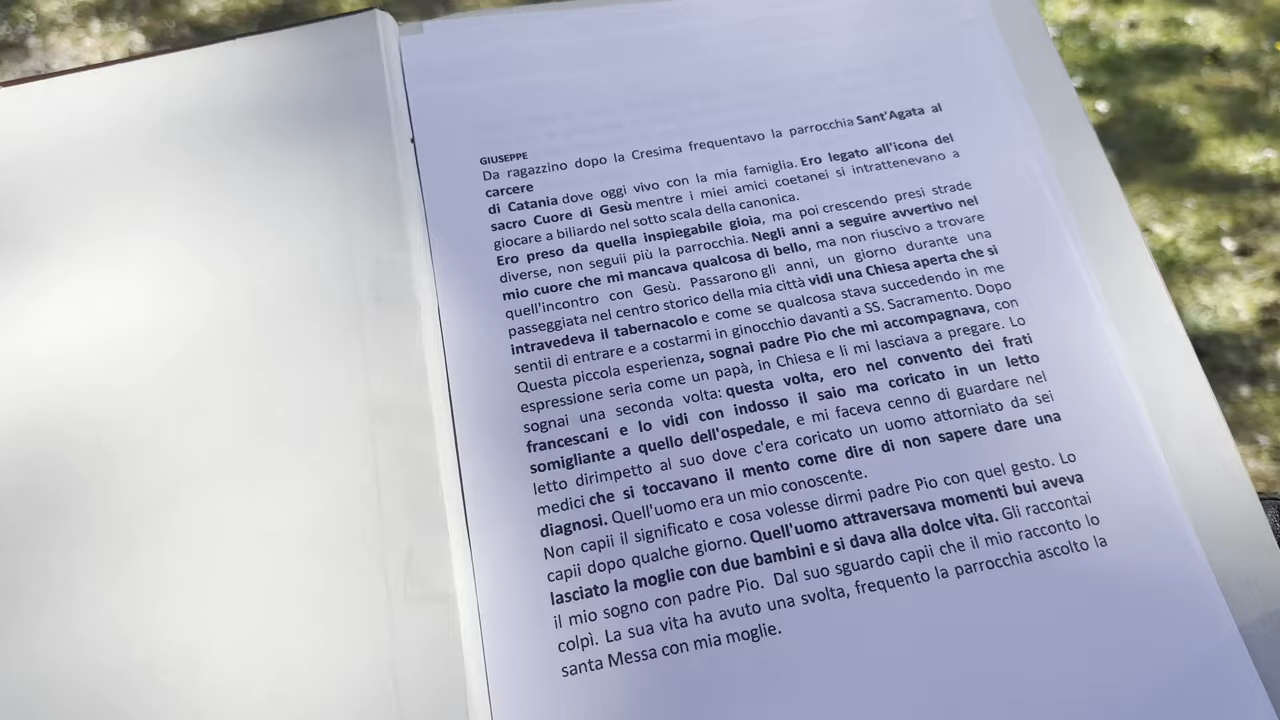 GIUSEPPE
Da ragazzino dopo la Cresima frequentavo la parrocchia Sant'Agata al
carcere
di Catania dove oggi vivo con la mia famiglia. Ero legato all'icona del
sacro Cuore di Gesù mentre i miei amici coetanei si intrattenevano a
giocare a biliardo nel sotto scala della canonica.
Ero preso da quella inspiegabile gioia, ma poi crescendo presi strade
diverse, non seguii più la parrocchia. Negli anni a seguire avvertivo nel
mio cuore che mi mancava qualcosa di bello, ma non riuscivo a trovare
quell'incontro con Gesù. Passarono gli anni, un giorno durante una
passeggiata nel centro storico della mia città vidi una Chiesa aperta che si
intravedeva il tabernacolo e come se qualcosa stava succedendo in me
sentii di entrare e a costarmi in ginocchio davanti a SS. Sacramento. Dopo
Questa piccola esperienza, sognai padre Pio che mi accompagnava, con
espressione seria come un papà, in Chiesa e li mi lasciava a pregare. Lo
sognai una seconda volta: questa volta, ero nel convento dei frati
francescani e lo vidi con indosso il saio ma coricato in un letto
somigliante a quello dell'ospedale, e mi faceva cenno di guardare nel
letto dirimpetto al suo dove c'era coricato un uomo attorniato da sei
medici che si toccavano il mento come dire di non sapere dare una
diagnosi. Quell'uomo era un mio conoscente.
Non capii il significato e cosa volesse dirmi padre Pio con quel gesto. Lo
capii dopo qualche giorno. Quell'uomo attraversava momenti bui aveva
lasciato la moglie con due bambini e si dava alla dolce vita. Gli raccontai
il mio sogno con padre Pio. Dal suo sguardo capii che il mio racconto lo
colpì. La sua vita ha avuto una svolta, frequento la parrocchia ascolto la
santa Messa con mia moglie.